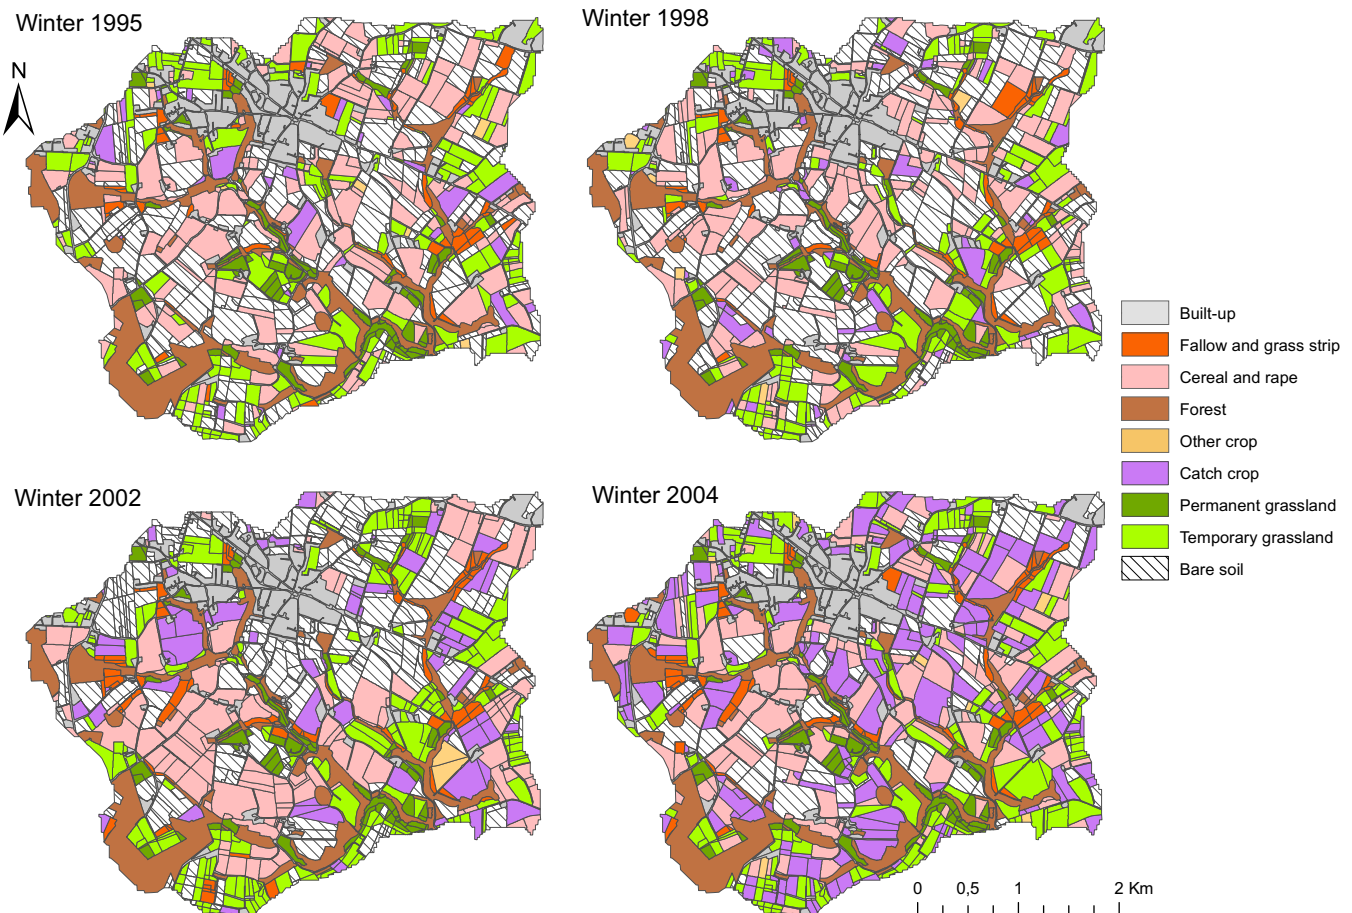 Winter 1995
Winter 1998
N
Built-up
Fallow and grass strip
Cereal and rape
Forest
Other crop
Catch crop
Permanent grassland
Temporary grassland
Bare soil
Winter 2002
Winter 2004
0 0,5 1 2 Km